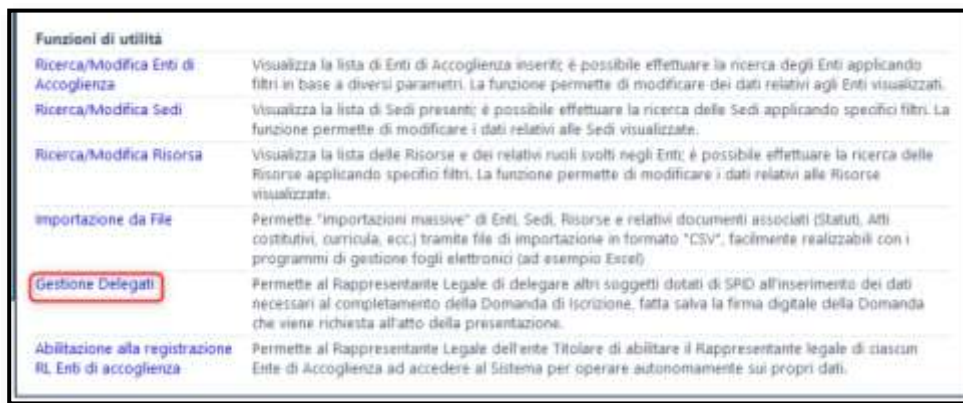 Funzioni di utilità
Ricerca/Modifica Enti di
Accoglienza
Visualizza la lista di Enti di Accoglienza inseriti; è possibile effettuare la ricerca degli Enti applicando
filtri in base a diversi parametri. La funzione permette di modificare dei dati relativi agli Enti visualizzati.
Ricerca/Modifica Sedi
Visualizza la lista di Sedi presenti; è possibile effettuare la ricerca delle Sedi applicando specifici filtri. La
funzione permette di modificare i dati relativi alle Sedi visualizzate.
Ricerca/Modifica Risorsa
Visualizza la lista delle Risorse e dei relativi ruoli svolti negli Enti; è possibile effettuare la ricerca delle
Risorse applicando specifici filtri. La funzione permette di modificare i dati relativi alle Risorse
visualizzate.
Importazione da File
Permette "importazioni massive" di Enti, Sedi, Risorse e relativi documenti associati (Statuti, Atti
costitutivi, curricula, ecc.) tramite file di importazione in formato "CSV", facilmente realizzabili con i
programmi di gestione fogli elettronici (ad esempio Excel)
Gestione Delegati
Permette al Rappresentante Legale di delegare altri soggetti dotati di SPID all'inserimento dei dati
necessari al completamento della Domanda di Iscrizione, fatta salva la firma digitale della Domanda
che viene richiesta all'atto della presentazione.
Abilitazione alla registrazione
RL Enti di accoglienza
Permette al Rappresentante Legale dell'ente Titolare di abilitare il Rappresentante legale di ciascun
Ente di Accoglienza ad accedere al Sistema per operare autonomamente sui propri dati.